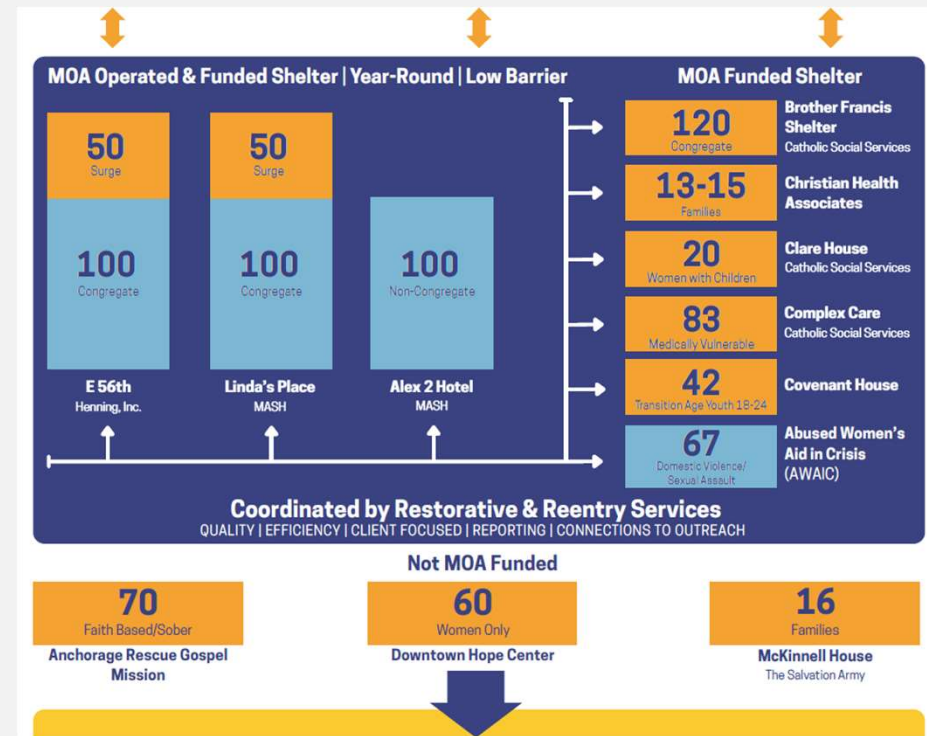 MOA Operated & Funded Shelter | Year-Round | Low Barrier
50
Surge
100
Congregate
E 56th
Henning, Inc.
50
Surge
100
Congregate
Linda's Place
MASH
100
Non-Congregate
Alex 2 Hotel
MASH
MOA Funded Shelter
120
Congregate
Brother Francis
Shelter
Catholic Social Services
13-15
Families
Christian Health
Associates
20
Women with Children
Clare House
Catholic Social Services
83
Medically Vulnerable
Complex Care
Catholic Social Services
42
Transition Age Youth 18-24
Covenant House
67
Domestic Violence/
Sexual Assault
Abused Women's
Aid in Crisis
(AWAIC)
Coordinated by Restorative & Reentry Services
QUALITY | EFFICIENCY | CLIENT FOCUSED | REPORTING | CONNECTIONS TO OUTREACH
Not MOA Funded
70
Faith Based/Sober
Anchorage Rescue Gospel
Mission
60
Women Only
Downtown Hope Center
16
Families
McKinnell House
The Salvation Army